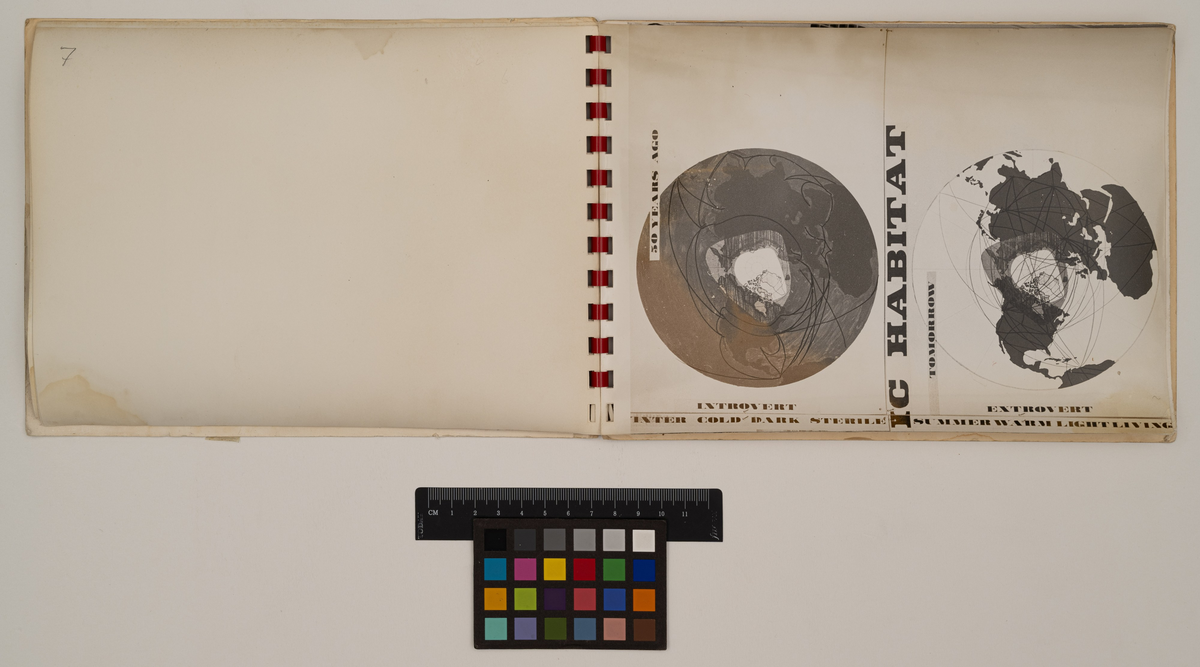 7
50 YEARS AGO
IC HABITAT
TOMORROW
INTROVERT
INTER COLD DARK STERILE
EXTROVERT
SUMMER WARM LIGHT LIVING
CM 1 2 3 4 5 6 7 8 9 10 11